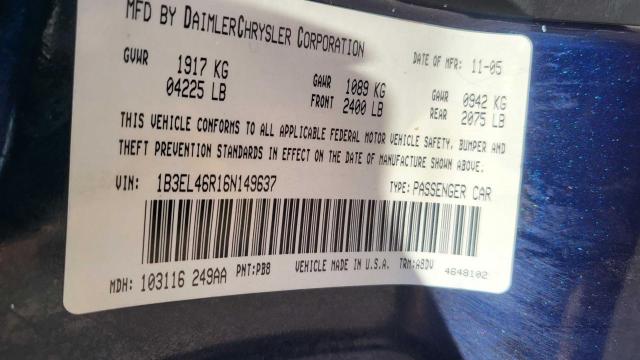 MFD BY DAIMLERCHRYSLER CORPORATION
DATE OF MFR: 11-05
GVWR 1917 KG GAWR 1089 KG GAWR 0942 KG
04225 LB FRONT 2400 LB REAR 2075 LB
THIS VEHICLE CONFORMS TO ALL APPLICABLE FEDERAL MOTOR VEHICLE SAFETY, BUMPER AND
THEFT PREVENTION STANDARDS IN EFFECT ON THE DATE OF MANUFACTURE SHOWN ABOVE.
VIN: 1B3EL46R16N149637 TYPE: PASSENGER CAR
MDH: 103116 249AA PNT:PB8 VEHICLE MADE IN U.S.A. TRM:A8DV 4648102